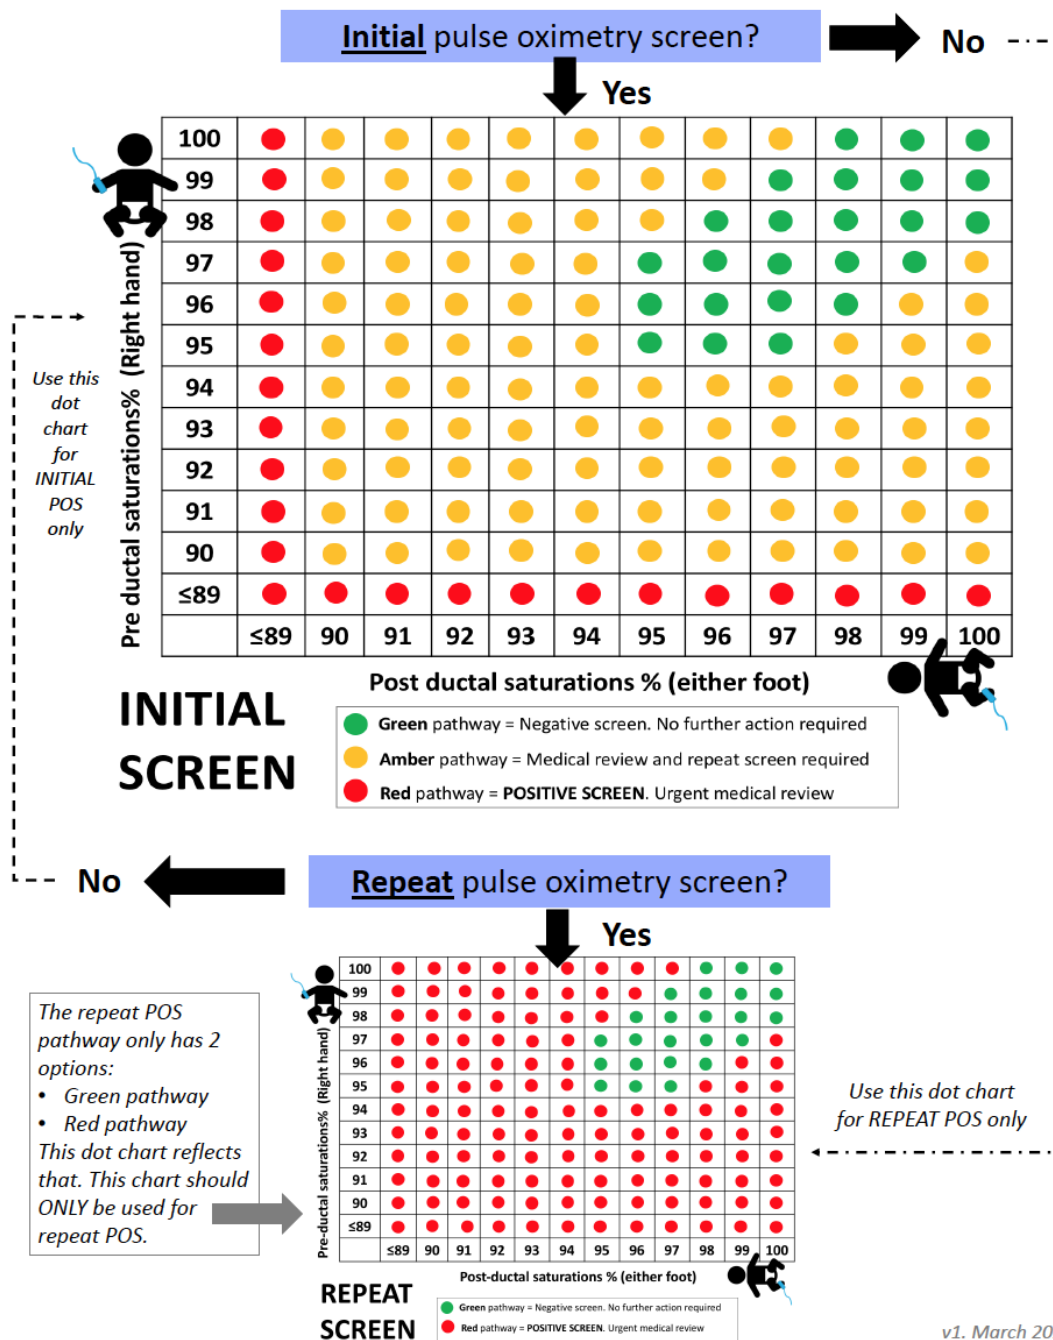 Initial pulse oximetry screen?
No
Yes
Pre ductal saturations% (Right hand)
100
99
98
97
96
95
94
93
92
91
90
≤89
≤89 90 91 92 93 94 95 96 97 98 99 100
Use this
dot
chart
for
INITIAL
POS
only
Post ductal saturations % (either foot)
INITIAL
SCREEN
Green pathway = Negative screen. No further action required
Amber pathway = Medical review and repeat screen required
Red pathway = POSITIVE SCREEN. Urgent medical review
No
Repeat pulse oximetry screen?
Yes
The repeat POS
pathway only has 2
options:
• Green pathway
• Red pathway
This dot chart reflects
that. This chart should
ONLY be used for
repeat POS.
Pre-ductal saturations% (Right hand)
100
99
98
97
96
95
94
93
92
91
90
≤89
≤89 90 91 92 93 94 95 96 97 98 99 100
Use this dot chart
for REPEAT POS only
Post-ductal saturations % (either foot)
REPEAT
SCREEN
Green pathway = Negative screen. No further action required
Red pathway = POSITIVE SCREEN. Urgent medical review
v1. March 20